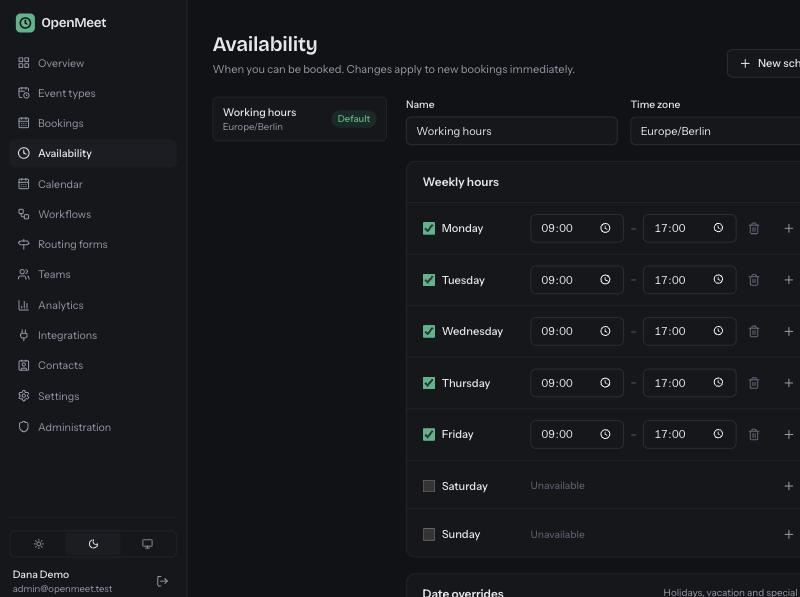 OpenMeet
Overview
Event types
Bookings
Availability
Calendar
Workflows
Routing forms
Teams
Analytics
Integrations
Contacts
Settings
Administration
Dana Demo
admin@openmeet.test
Availability
When you can be booked. Changes apply to new bookings immediately.
New sch
Working hours
Europe/Berlin
Default
Name
Time zone
Working hours
Europe/Berlin
Weekly hours
Monday 09:00 – 17:00
Tuesday 09:00 – 17:00
Wednesday 09:00 – 17:00
Thursday 09:00 – 17:00
Friday 09:00 – 17:00
Saturday Unavailable
Sunday Unavailable
Date overrides
Holidays, vacation and special